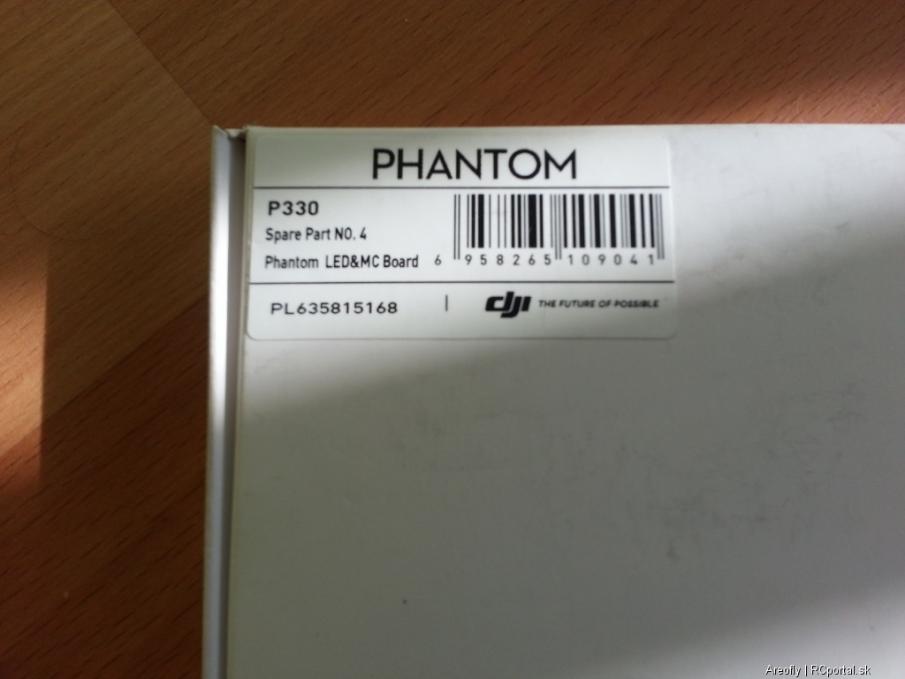 PHANTOM
P330
Spare Part NO. 4
Phantom LED&MC Board
6 958265 109041
PL635815168
dji THE FUTURE OF POSSIBLE
Areofly | RCportal.sk